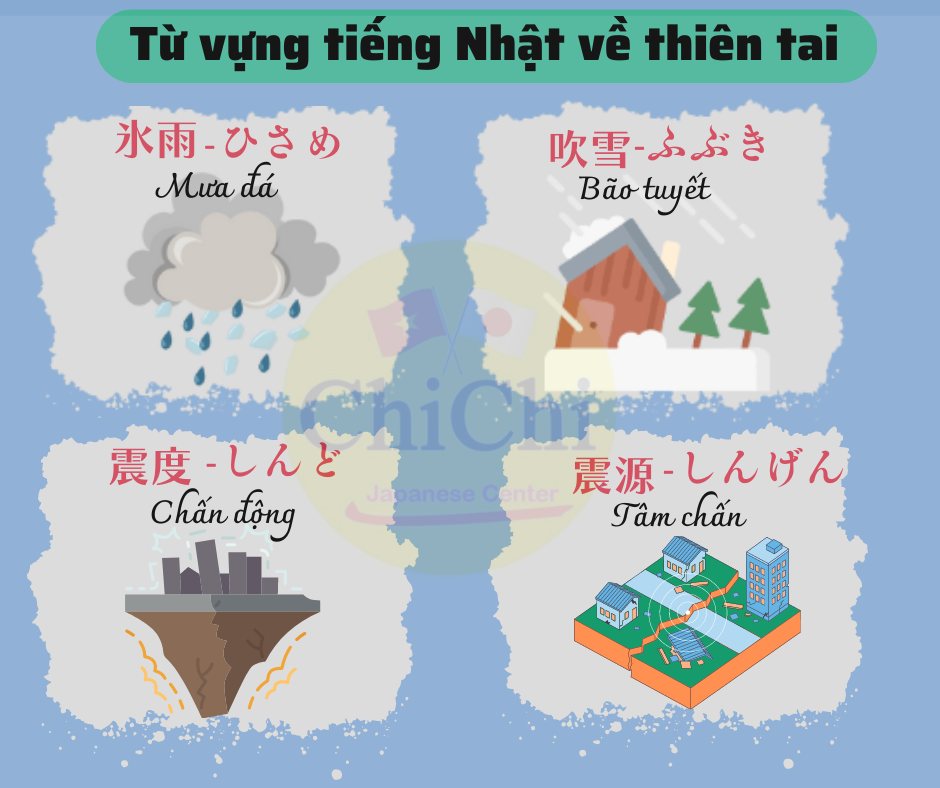 Từ vựng tiếng Nhật về thiên tai
氷雨-ひさめ
Mưa đá
吹雪-ふぶき
Bão tuyết
ChiChi
Japanese Center
震度-しんど
Chấn động
震源-しんげん
Tâm chấn